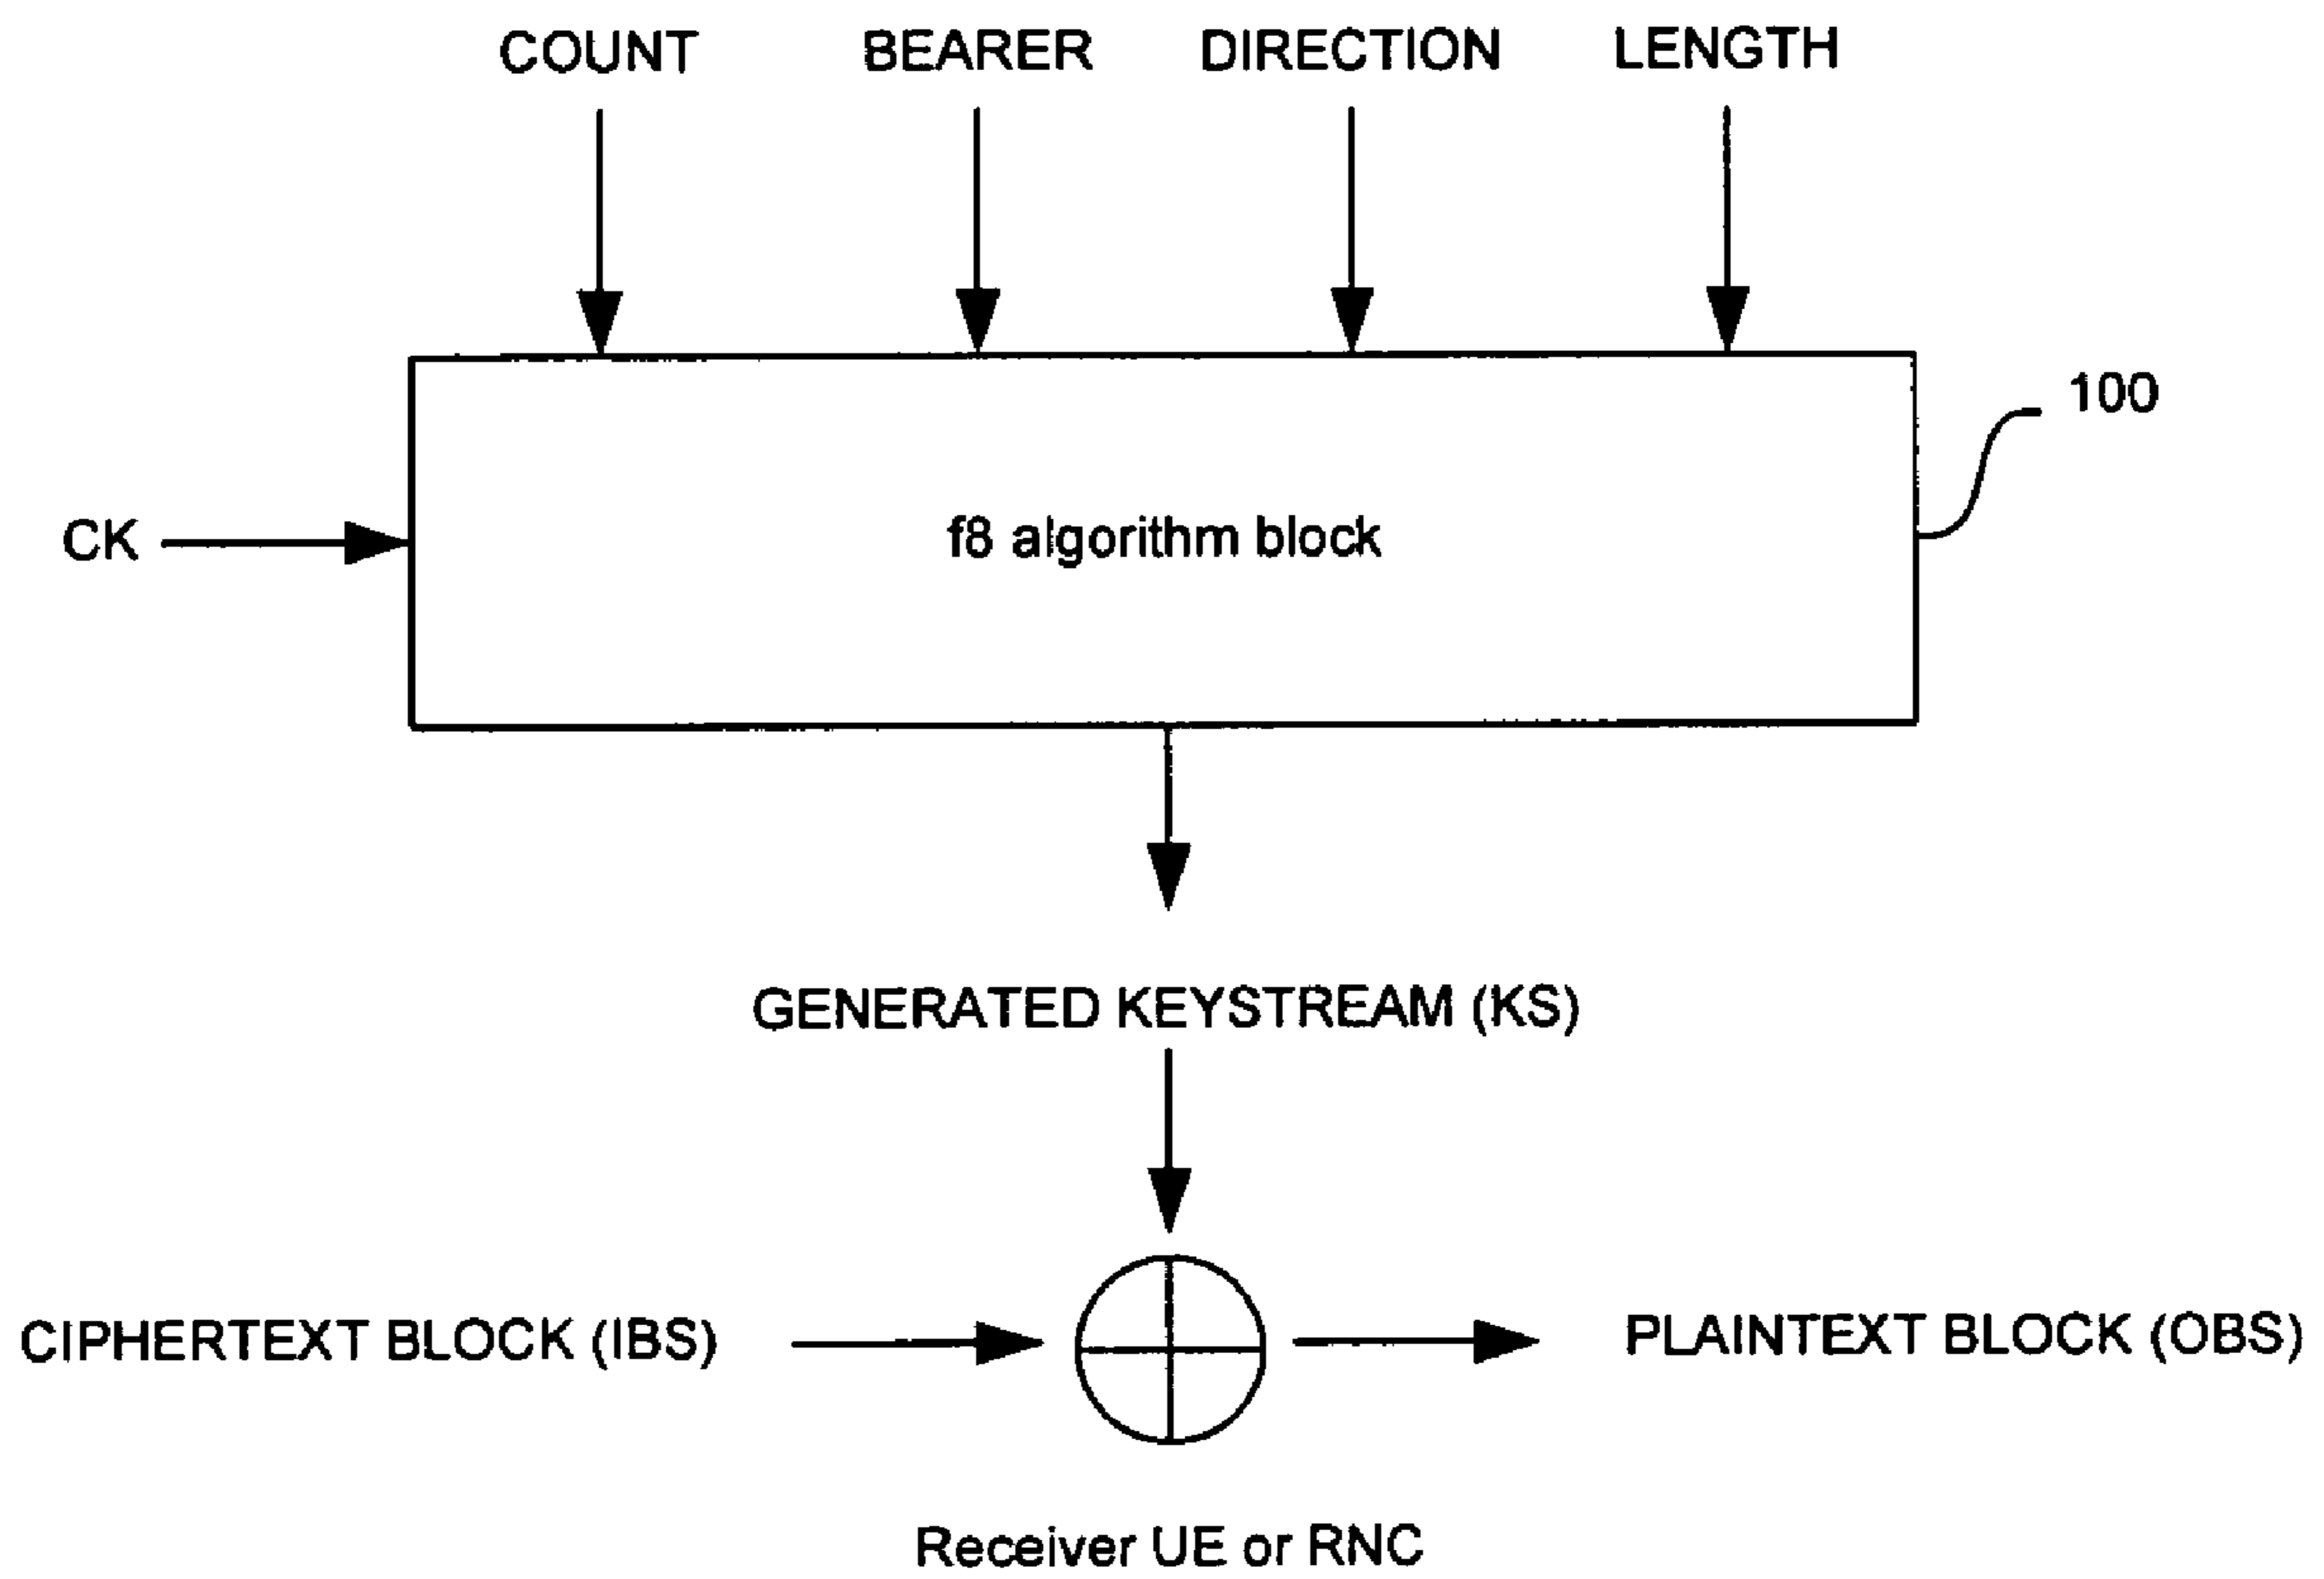 COUNT BEARER DIRECTION LENGTH
100
CK
f8 algorithm block
GENERATED KEYSTREAM (KS)
CIPHERTEXT BLOCK (IBS)
PLAINTEXT BLOCK (OBS)
Receiver UE or RNC